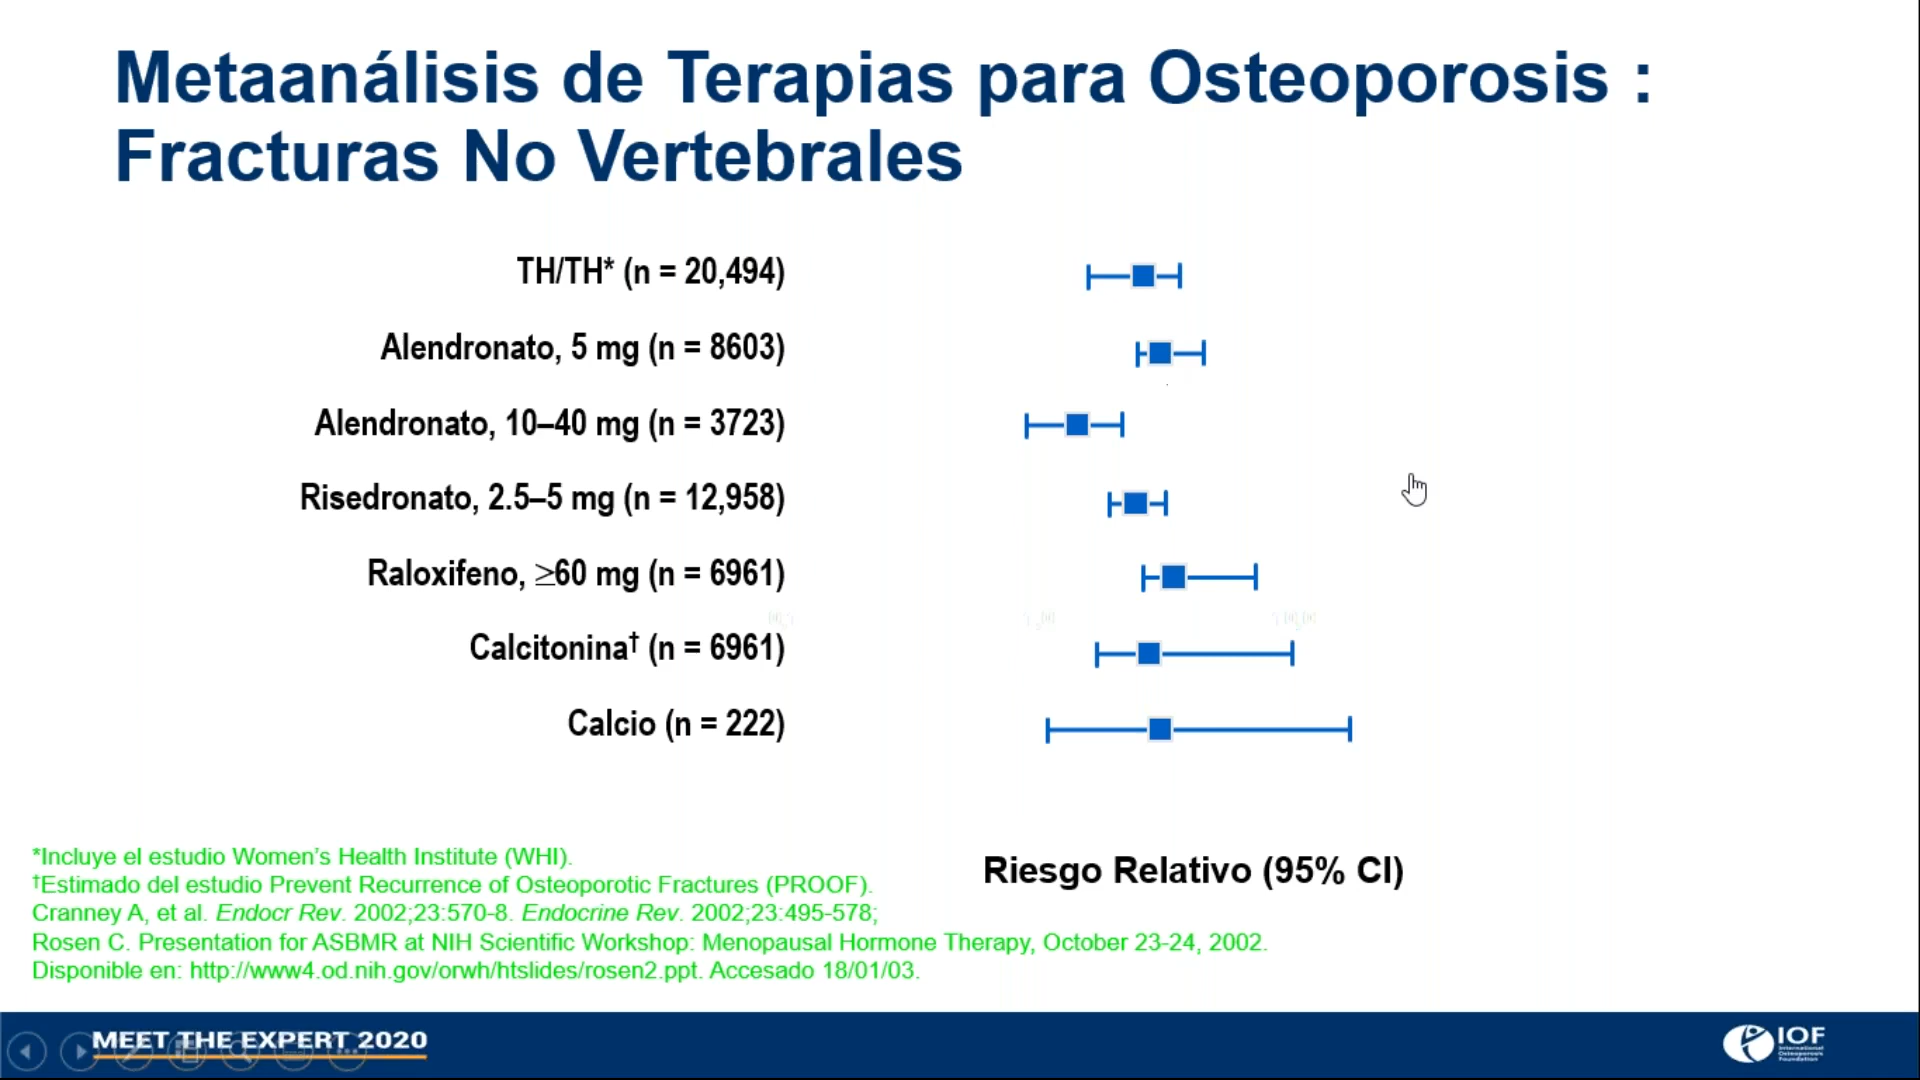 Metaanálisis de Terapias para Osteoporosis :
Fracturas No Vertebrales
TH/TH* (n = 20,494)
Alendronato, 5 mg (n = 8603)
Alendronato, 10–40 mg (n = 3723)
Risedronato, 2.5–5 mg (n = 12,958)
Raloxifeno, ≥60 mg (n = 6961)
Calcitonina† (n = 6961)
Calcio (n = 222)
Riesgo Relativo (95% CI)
*Incluye el estudio Women's Health Institute (WHI).
†Estimado del estudio Prevent Recurrence of Osteoporotic Fractures (PROOF).
Cranney A, et al. Endocr Rev. 2002;23:570-8. Endocrine Rev. 2002;23:495-578;
Rosen C. Presentation for ASBMR at NIH Scientific Workshop: Menopausal Hormone Therapy, October 23-24, 2002.
Disponible en: http://www4.od.nih.gov/orwh/htslides/rosen2.ppt. Accesado 18/01/03.
MEET THE EXPERT 2020
IOF
International
Osteoporosis
Foundation